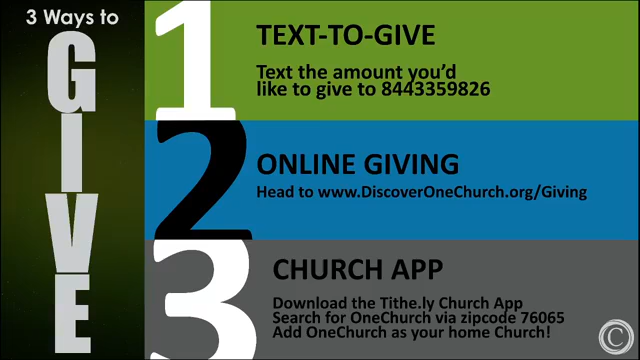 3 Ways to
GIVE
1
TEXT-TO-GIVE
Text the amount you'd
like to give to 8443359826
2
ONLINE GIVING
Head to www.DiscoverOneChurch.org/Giving
3
CHURCH APP
Download the Tithe.ly Church App
Search for OneChurch via zipcode 76065
Add OneChurch as your home Church!
C